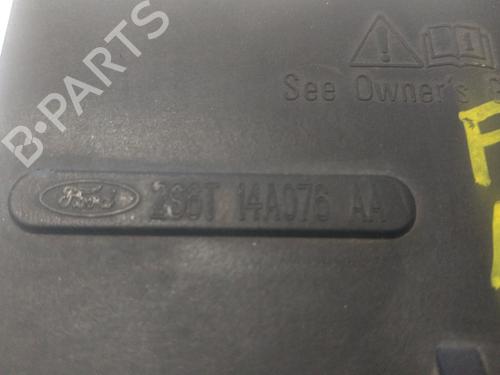 B-PARTS
See Owner's
Ford 2S6T 14A076 AA